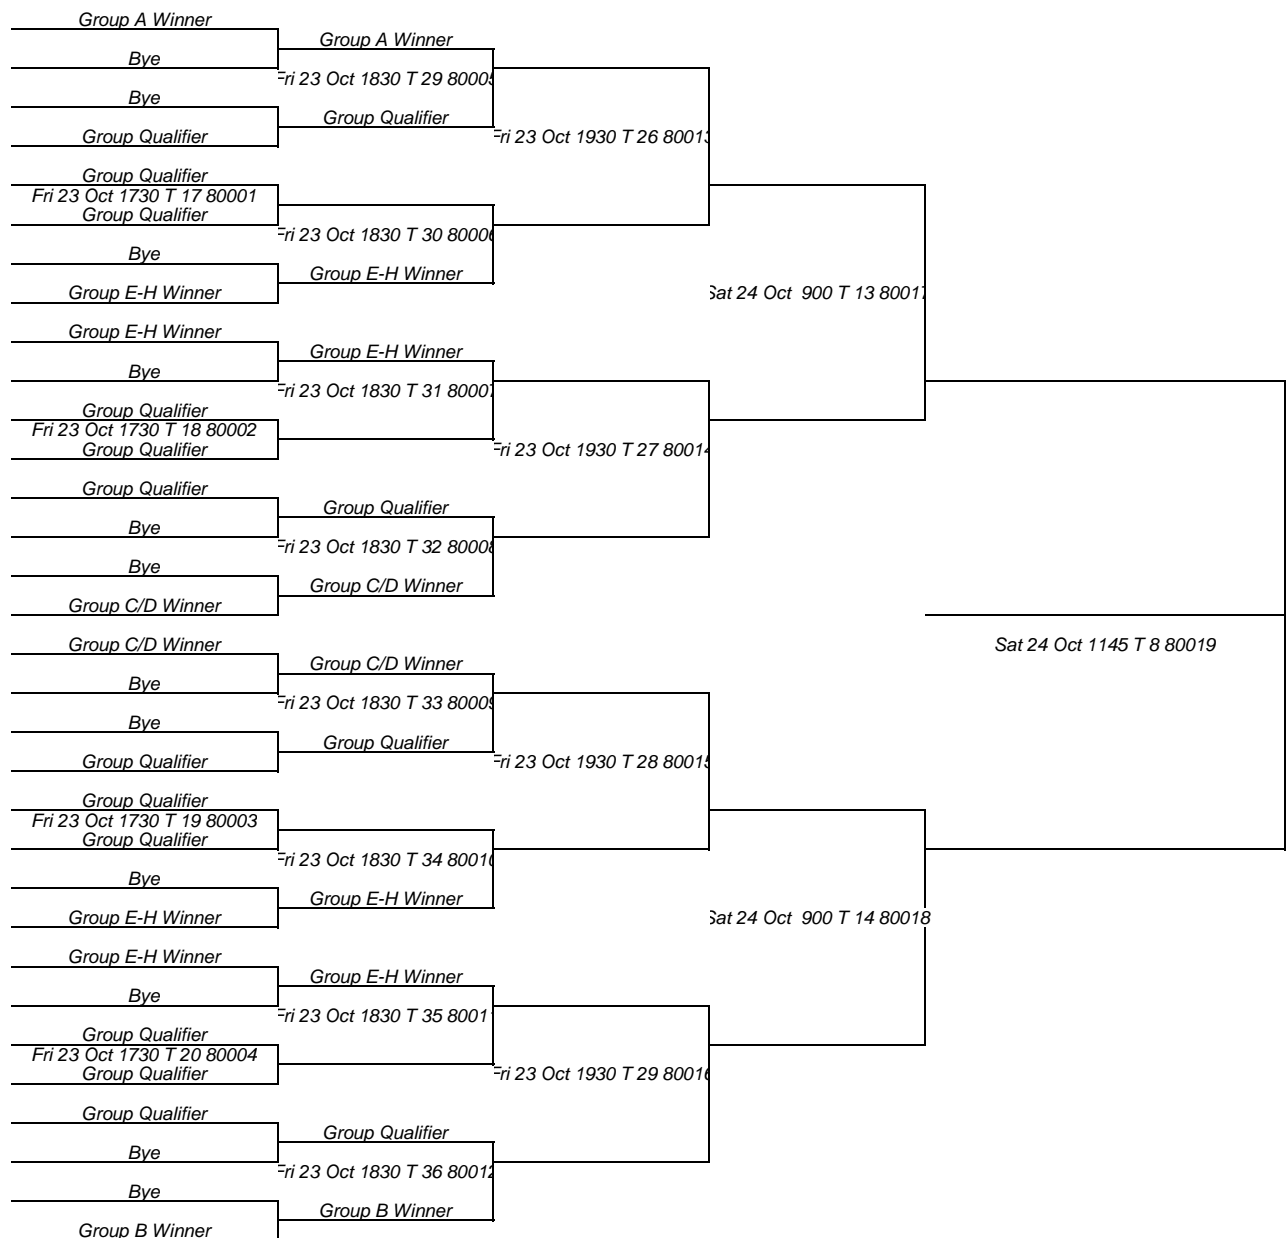 Group A Winner
Bye
Bye
Group Qualifier
Group Qualifier
Fri 23 Oct 1730 T 17 80001
Group Qualifier
Bye
Group E-H Winner
Group E-H Winner
Bye
Group Qualifier
Fri 23 Oct 1730 T 18 80002
Group Qualifier
Group Qualifier
Bye
Bye
Group C/D Winner
Group C/D Winner
Bye
Bye
Group Qualifier
Group Qualifier
Fri 23 Oct 1730 T 19 80003
Group Qualifier
Bye
Group E-H Winner
Group E-H Winner
Bye
Group Qualifier
Fri 23 Oct 1730 T 20 80004
Group Qualifier
Group Qualifier
Bye
Bye
Group B Winner
Group A Winner
Fri 23 Oct 1830 T 29 80005
Group Qualifier
Fri 23 Oct 1830 T 30 80006
Group E-H Winner
Group E-H Winner
Fri 23 Oct 1830 T 31 80007
Fri 23 Oct 1830 T 32 80008
Group Qualifier
Group C/D Winner
Group C/D Winner
Fri 23 Oct 1830 T 33 80009
Group Qualifier
Fri 23 Oct 1830 T 34 80010
Group E-H Winner
Group E-H Winner
Fri 23 Oct 1830 T 35 80011
Group Qualifier
Fri 23 Oct 1830 T 36 80012
Group B Winner
Fri 23 Oct 1930 T 26 80013
Fri 23 Oct 1930 T 27 80014
Fri 23 Oct 1930 T 28 80015
Fri 23 Oct 1930 T 29 80016
Sat 24 Oct 900 T 13 80017
Sat 24 Oct 900 T 14 80018
Sat 24 Oct 1145 T 8 80019